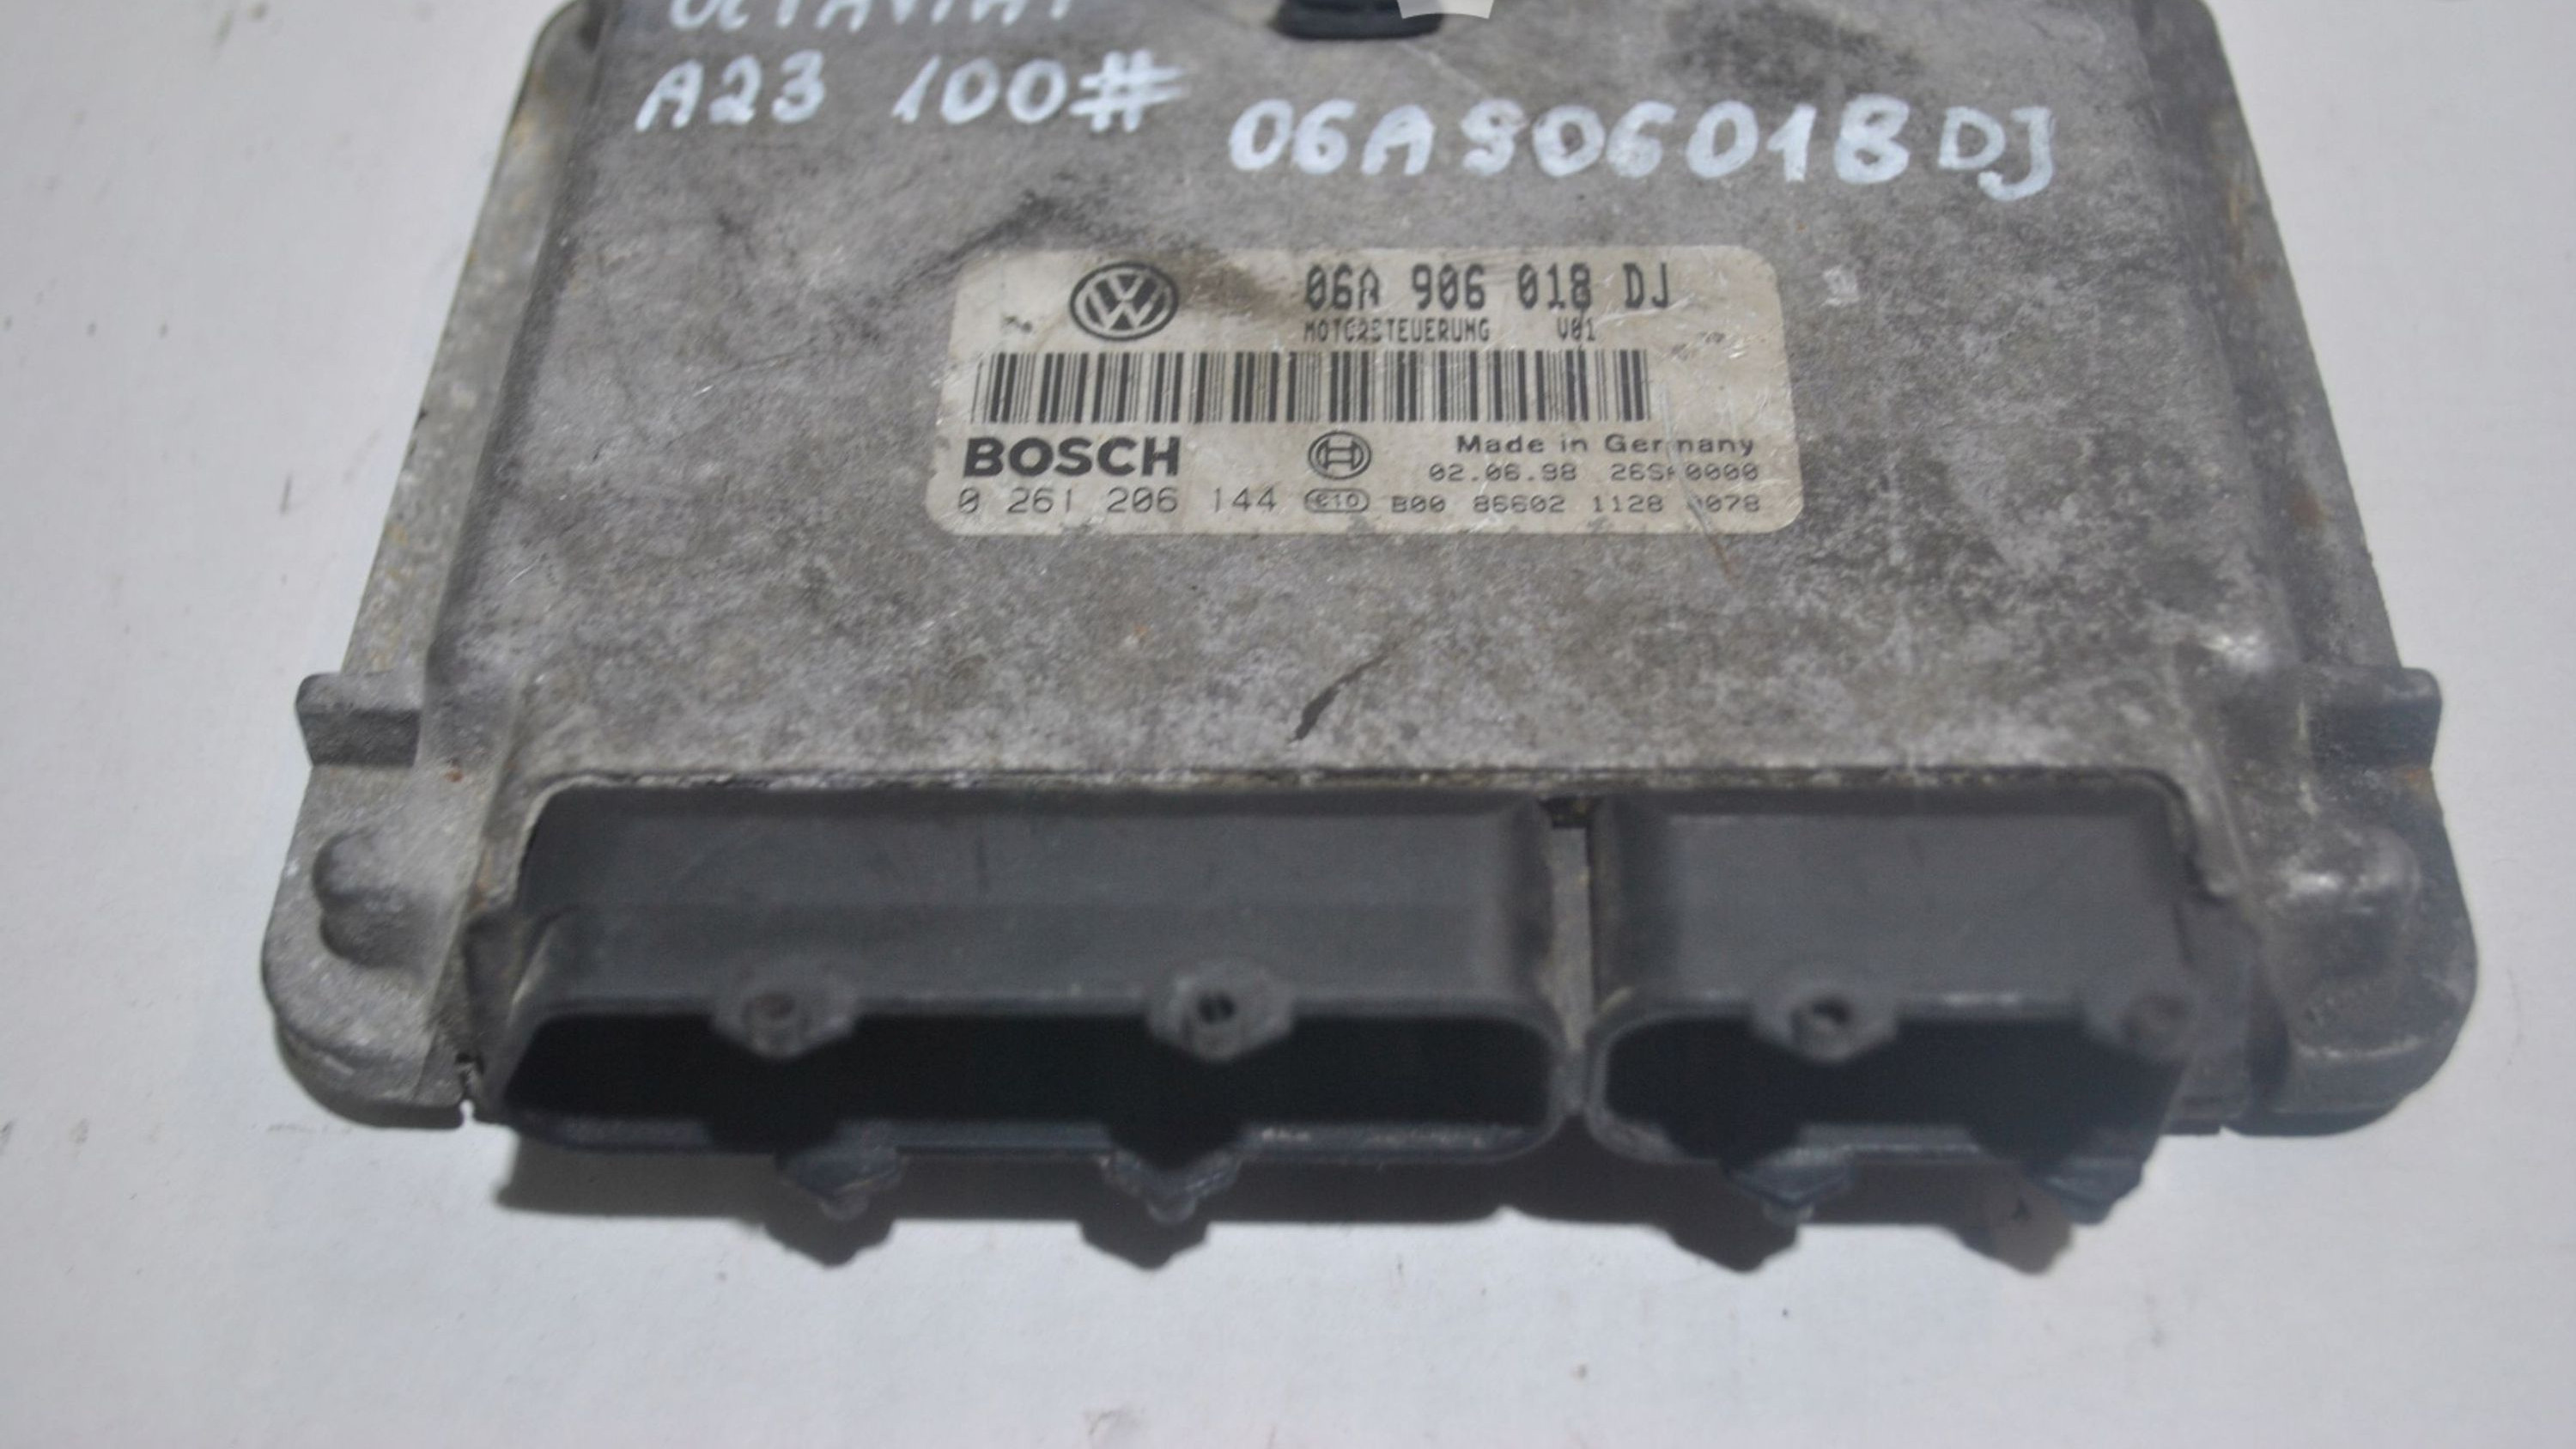 A23 100#
06A906018DJ
06A 906 018 DJ
MOTORSTEUERUNG V01
BOSCH
Made in Germany
02.06.98
0 261 206 144 e10 B00 86602 1128